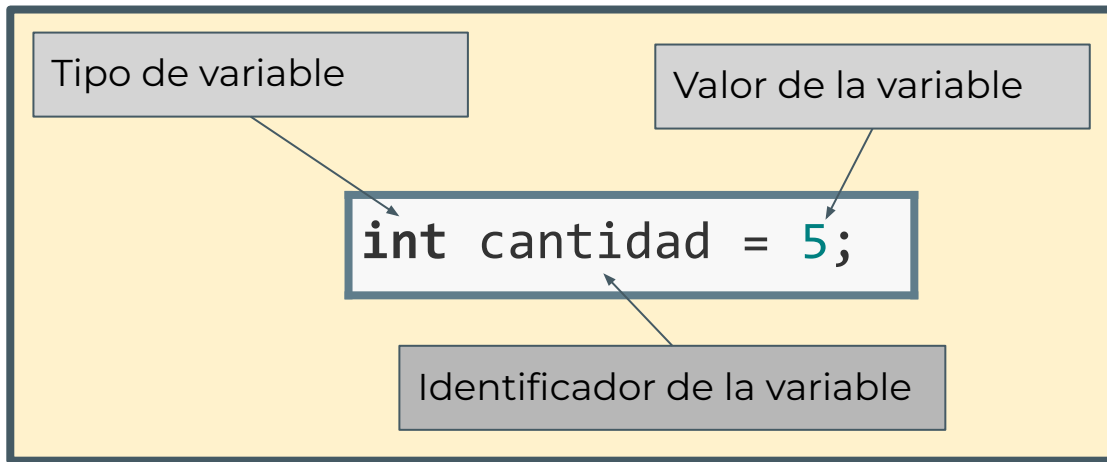 Tipo de variable
Valor de la variable
int cantidad = 5;
Identificador de la variable